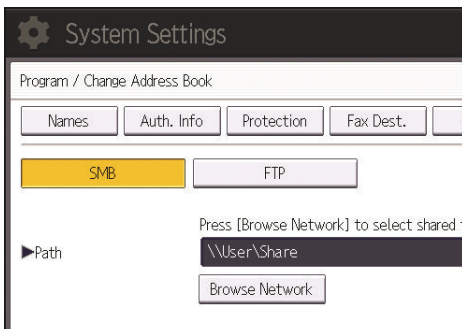 System Settings
Program / Change Address Book
Names Auth. Info Protection Fax Dest.
SMB FTP
Press [Browse Network] to select shared
▶Path \\User\Share
Browse Network